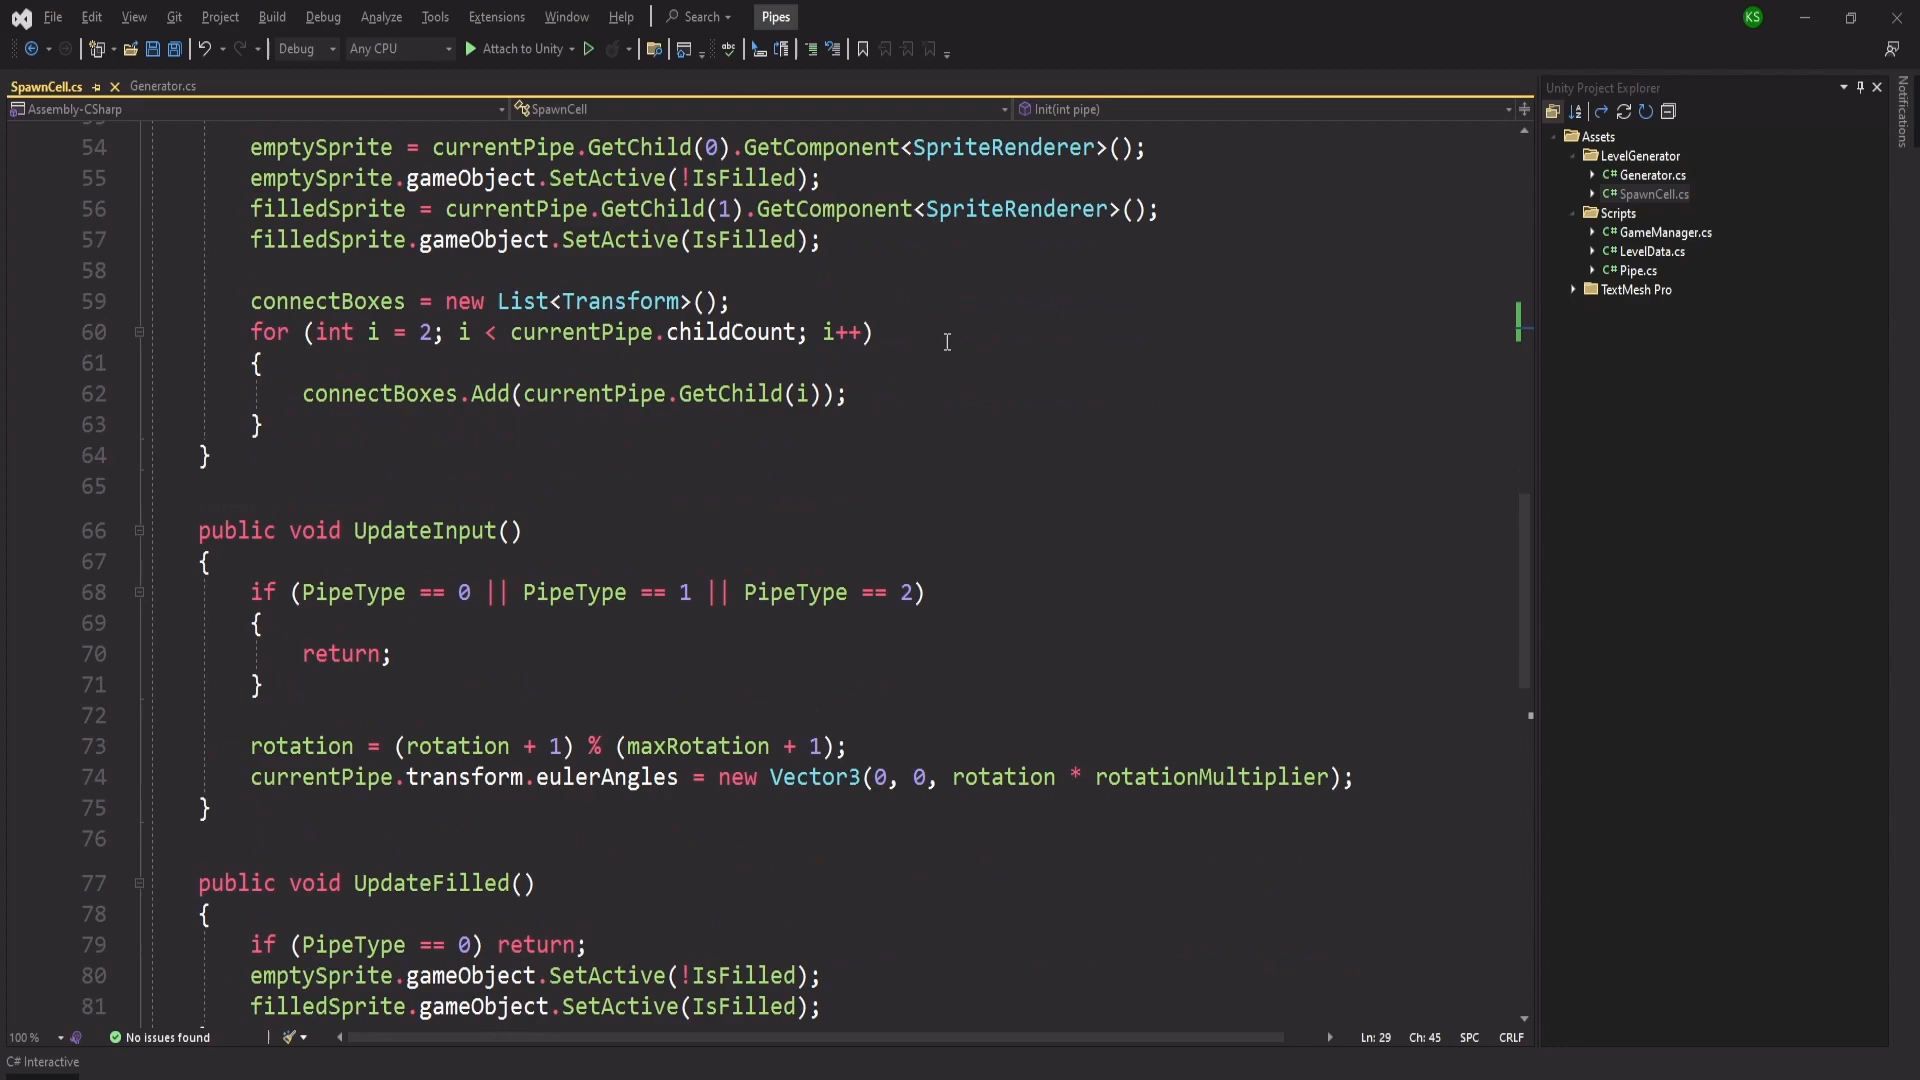 File Edit View Git Project Build Debug Analyze Tools Extensions Window Help Search Pipes KS
Debug Any CPU Attach to Unity
SpawnCell.cs Generator.cs
Assembly-CSharp SpawnCell Init(int pipe)
54 emptySprite = currentPipe.GetChild(0).GetComponent<SpriteRenderer>();
55 emptySprite.gameObject.SetActive(!IsFilled);
56 filledSprite = currentPipe.GetChild(1).GetComponent<SpriteRenderer>();
57 filledSprite.gameObject.SetActive(IsFilled);
58
59 connectBoxes = new List<Transform>();
60 for (int i = 2; i < currentPipe.childCount; i++)
61 {
62 connectBoxes.Add(currentPipe.GetChild(i));
63 }
64 }
65
66 public void UpdateInput()
67 {
68 if (PipeType == 0 || PipeType == 1 || PipeType == 2)
69 {
70 return;
71 }
72
73 rotation = (rotation + 1) % (maxRotation + 1);
74 currentPipe.transform.eulerAngles = new Vector3(0, 0, rotation * rotationMultiplier);
75 }
76
77 public void UpdateFilled()
78 {
79 if (PipeType == 0) return;
80 emptySprite.gameObject.SetActive(!IsFilled);
81 filledSprite.gameObject.SetActive(IsFilled);
100 % No issues found Ln: 29 Ch: 45 SPC CRLF
C# Interactive
Unity Project Explorer
Assets
LevelGenerator
C# Generator.cs
C# SpawnCell.cs
Scripts
C# GameManager.cs
C# LevelData.cs
C# Pipe.cs
TextMesh Pro
Notifications